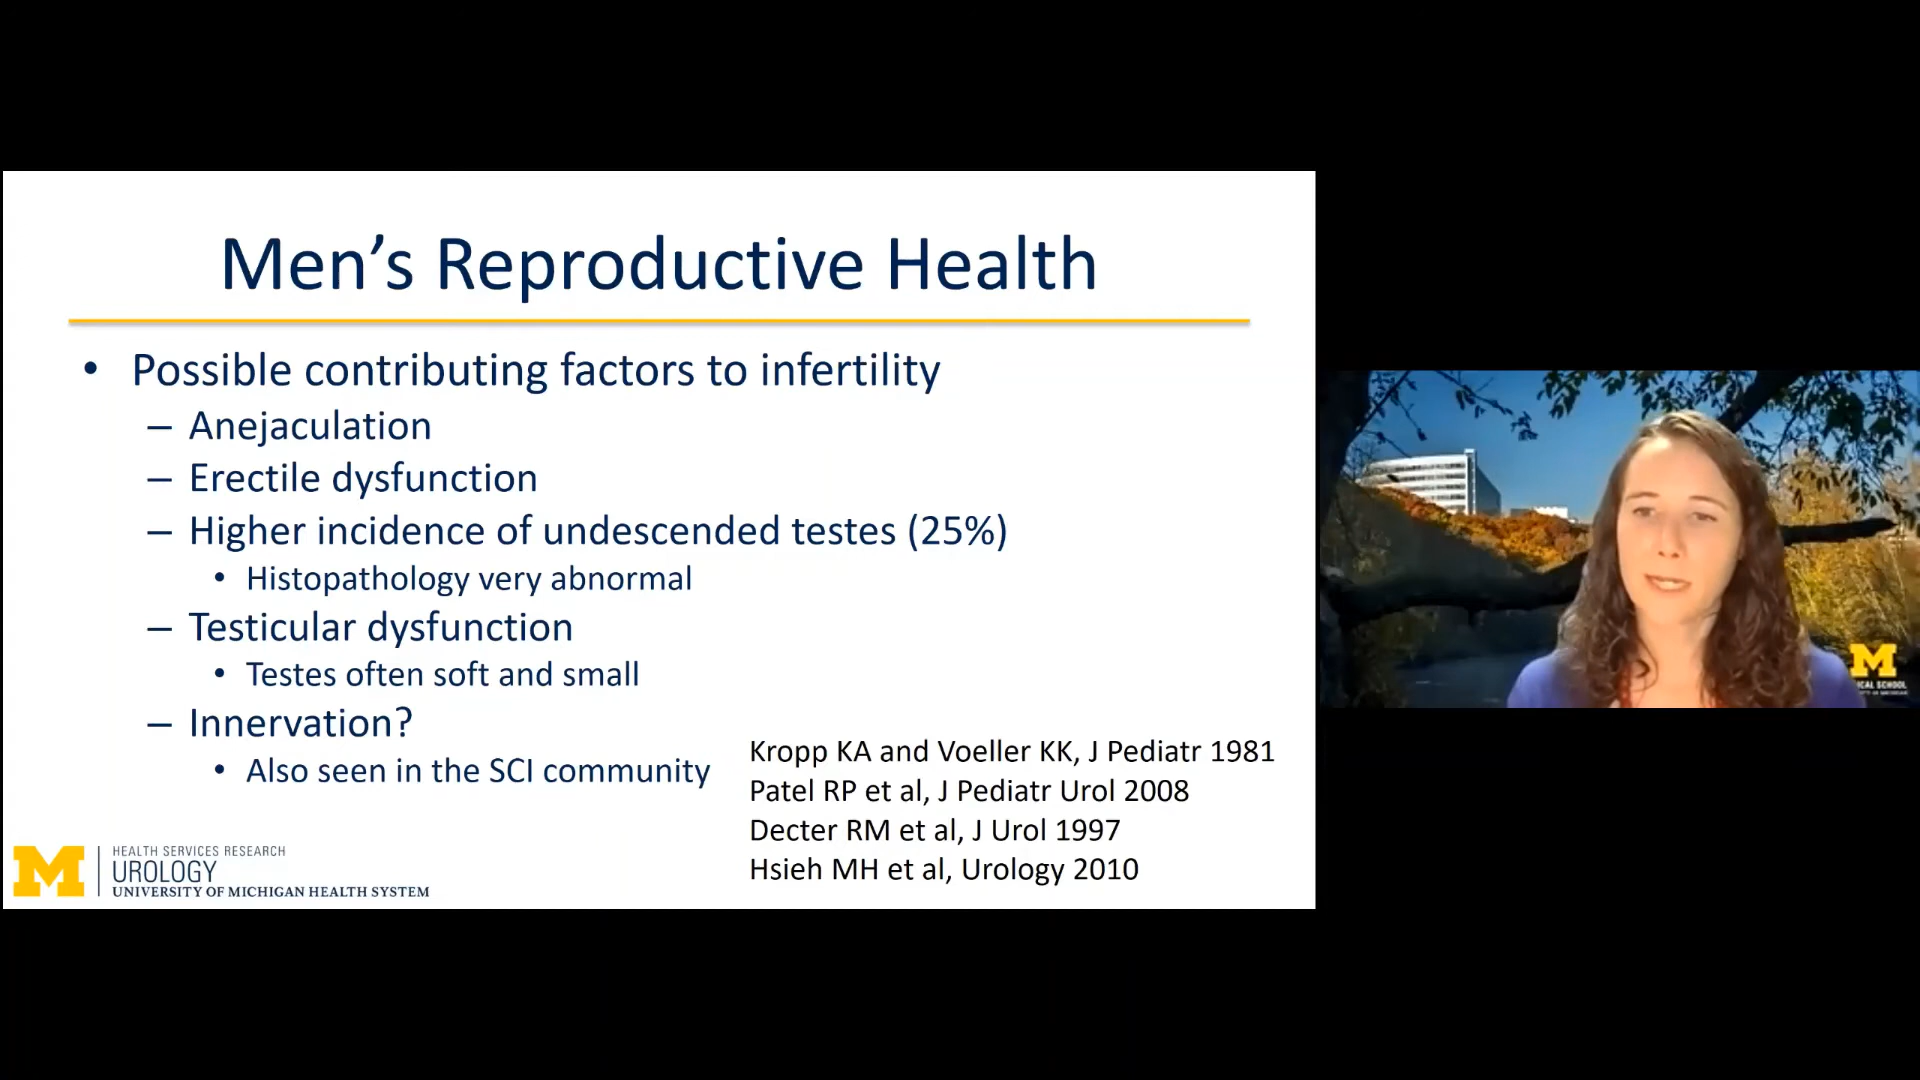 Men’s Reproductive Health
• Possible contributing factors to infertility
– Anejaculation
– Erectile dysfunction
– Higher incidence of undescended testes (25%)
• Histopathology very abnormal
– Testicular dysfunction
• Testes often soft and small
– Innervation?
• Also seen in the SCI community
Kropp KA and Voeller KK, J Pediatr 1981
Patel RP et al, J Pediatr Urol 2008
Decter RM et al, J Urol 1997
Hsieh MH et al, Urology 2010
M
HEALTH SERVICES RESEARCH
UROLOGY
UNIVERSITY OF MICHIGAN HEALTH SYSTEM
M
SCHOOL